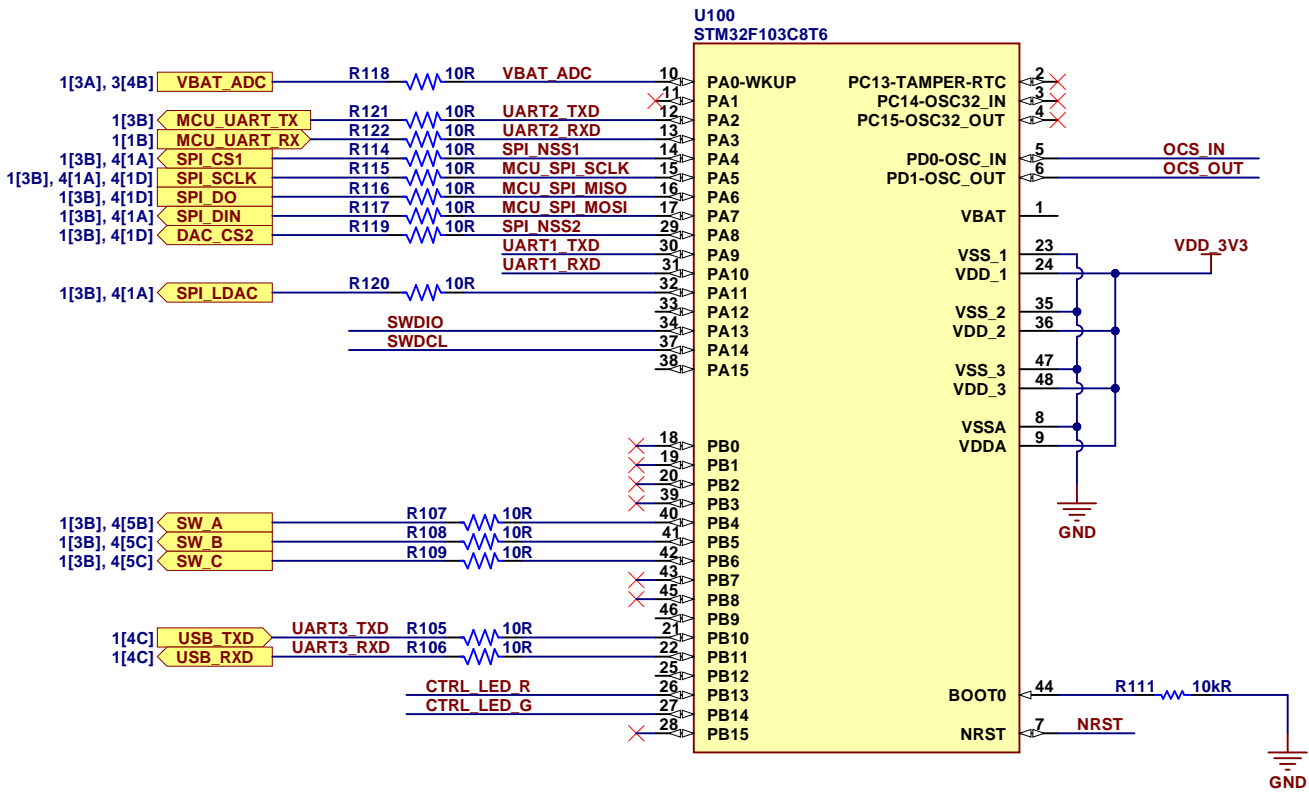 U100
STM32F103C8T6
1[3A], 3[4B] VBAT_ADC R118 10R VBAT_ADC 10 PA0-WKUP PC13-TAMPER-RTC 2
11 PA1 PC14-OSC32_IN 3
1[3B] MCU_UART_TX R121 10R UART2_TXD 12 PA2 PC15-OSC32_OUT 4
1[1B] MCU_UART_RX R122 10R UART2_RXD 13 PA3
1[3B], 4[1A] SPI_CS1 R114 10R SPI_NSS1 14 PA4 PD0-OSC_IN 5 OCS_IN
1[3B], 4[1A], 4[1D] SPI_SCLK R115 10R MCU_SPI_SCLK 15 PA5 PD1-OSC_OUT 6 OCS_OUT
1[3B], 4[1D] SPI_DO R116 10R MCU_SPI_MISO 16 PA6
1[3B], 4[1A] SPI_DIN R117 10R MCU_SPI_MOSI 17 PA7 VBAT 1
1[3B], 4[1D] DAC_CS2 R119 10R SPI_NSS2 29 PA8
UART1_TXD 30 PA9 VSS_1 23 VDD_3V3
UART1_RXD 31 PA10 VDD_1 24
1[3B], 4[1A] SPI_LDAC R120 10R 32 PA11
33 PA12 VSS_2 35
SWDIO 34 PA13 VDD_2 36
SWDCL 37 PA14
38 PA15 VSS_3 47
VDD_3 48
VSSA 8
18 PB0 VDDA 9
19 PB1
20 PB2
39 PB3
1[3B], 4[5B] SW_A R107 10R 40 PB4 GND
1[3B], 4[5C] SW_B R108 10R 41 PB5
1[3B], 4[5C] SW_C R109 10R 42 PB6
43 PB7
45 PB8
46 PB9
1[4C] USB_TXD UART3_TXD R105 10R 21 PB10
1[4C] USB_RXD UART3_RXD R106 10R 22 PB11
25 PB12
CTRL_LED_R 26 PB13 BOOT0 44 R111 10kR
CTRL_LED_G 27 PB14
28 PB15 NRST 7 NRST
GND